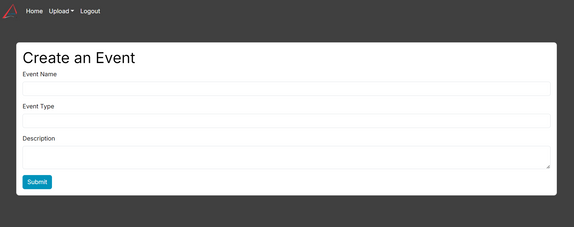 Home Upload Logout
Create an Event
Event Name
Event Type
Description
Submit